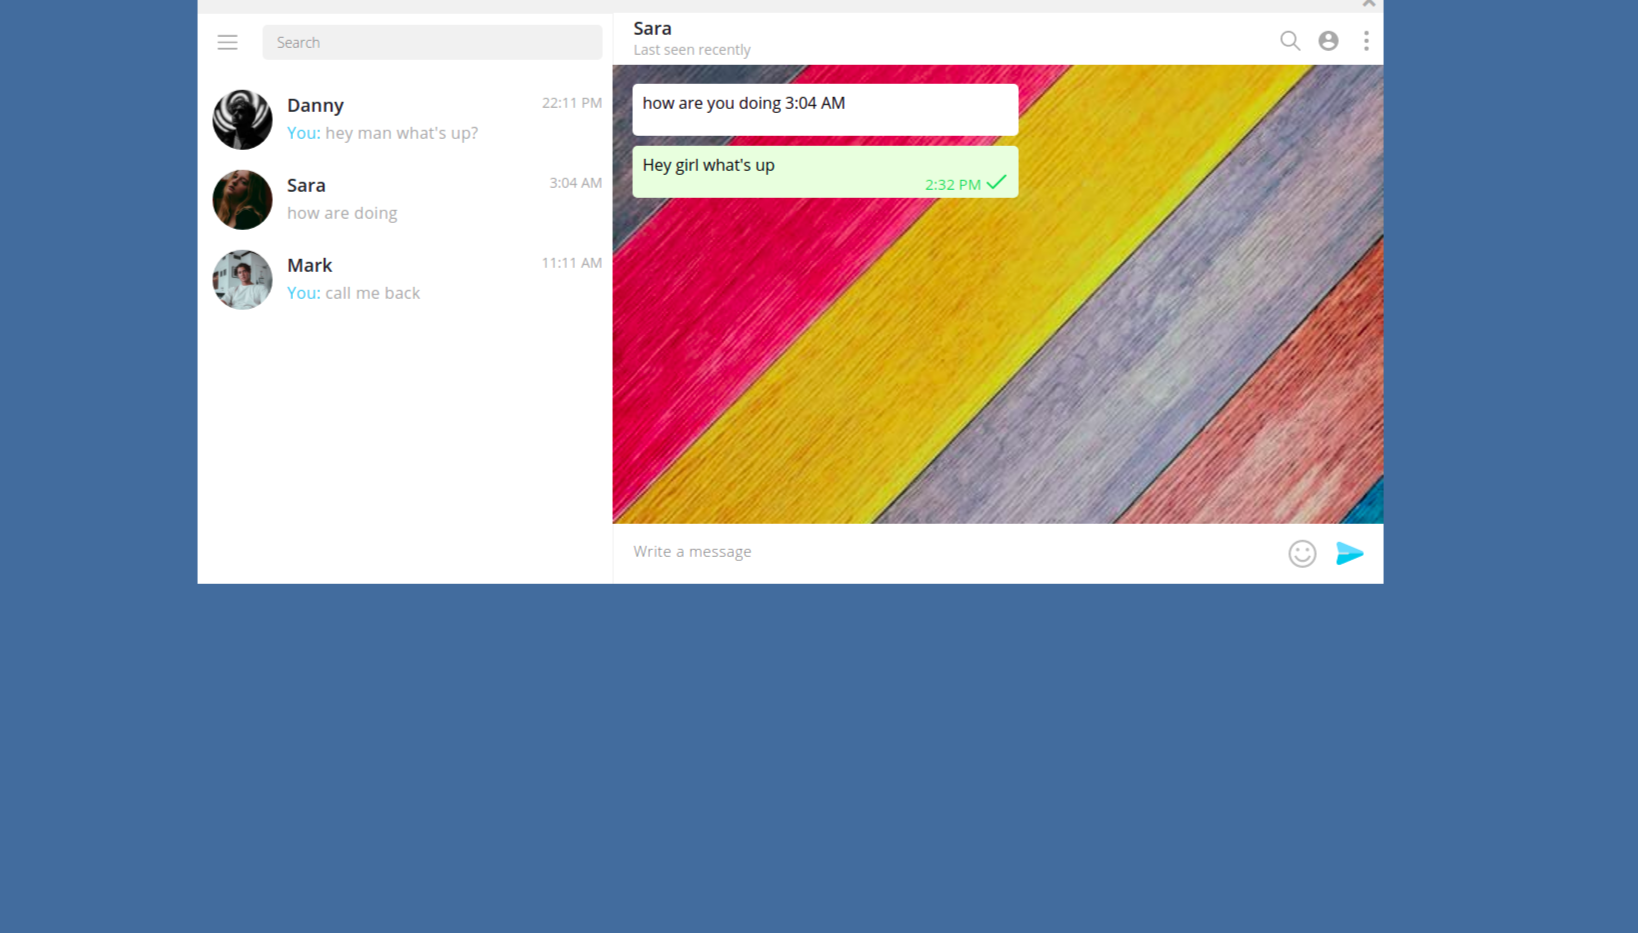 Search
Danny
22:11 PM
You: hey man what's up?
Sara
3:04 AM
how are doing
Mark
11:11 AM
You: call me back
Sara
Last seen recently
how are you doing 3:04 AM
Hey girl what's up
2:32 PM
Write a message